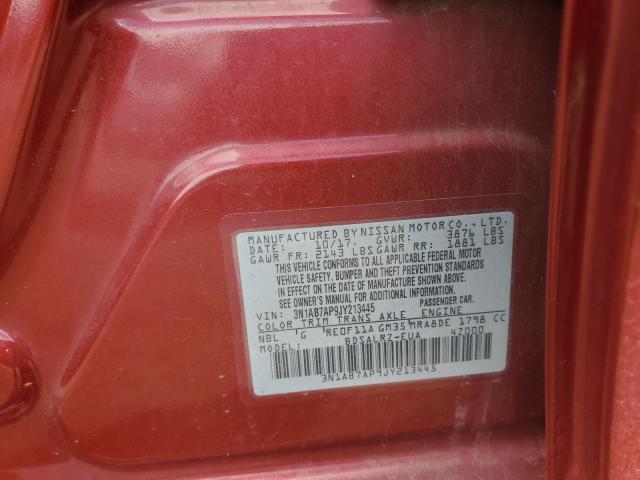 MANUFACTURED BY NISSAN MOTOR CO., LTD.
DATE: 10/17. GVWR: 3876 LBS
GAWR FR: 2143 LBS GAWR RR: 1881 LBS
THIS VEHICLE CONFORMS TO ALL APPLICABLE FEDERAL MOTOR
VEHICLE SAFETY, BUMPER AND THEFT PREVENTION STANDARDS
IN EFFECT ON THE DATE OF MANUFACTURE SHOWN ABOVE.
SEE OWNER'S MANUAL FOR ADDITIONAL INFORMATION.
VIN: 3N1AB7AP9JY213445 PASSENGER CAR.
COLOR TRIM TRANS AXLE ENGINE
NBL G RE0F11A GM35 MRA8DE 1798 CC
MODEL: BDSALRZ-EUA 4Z000
3N1AB7AP9JY213445